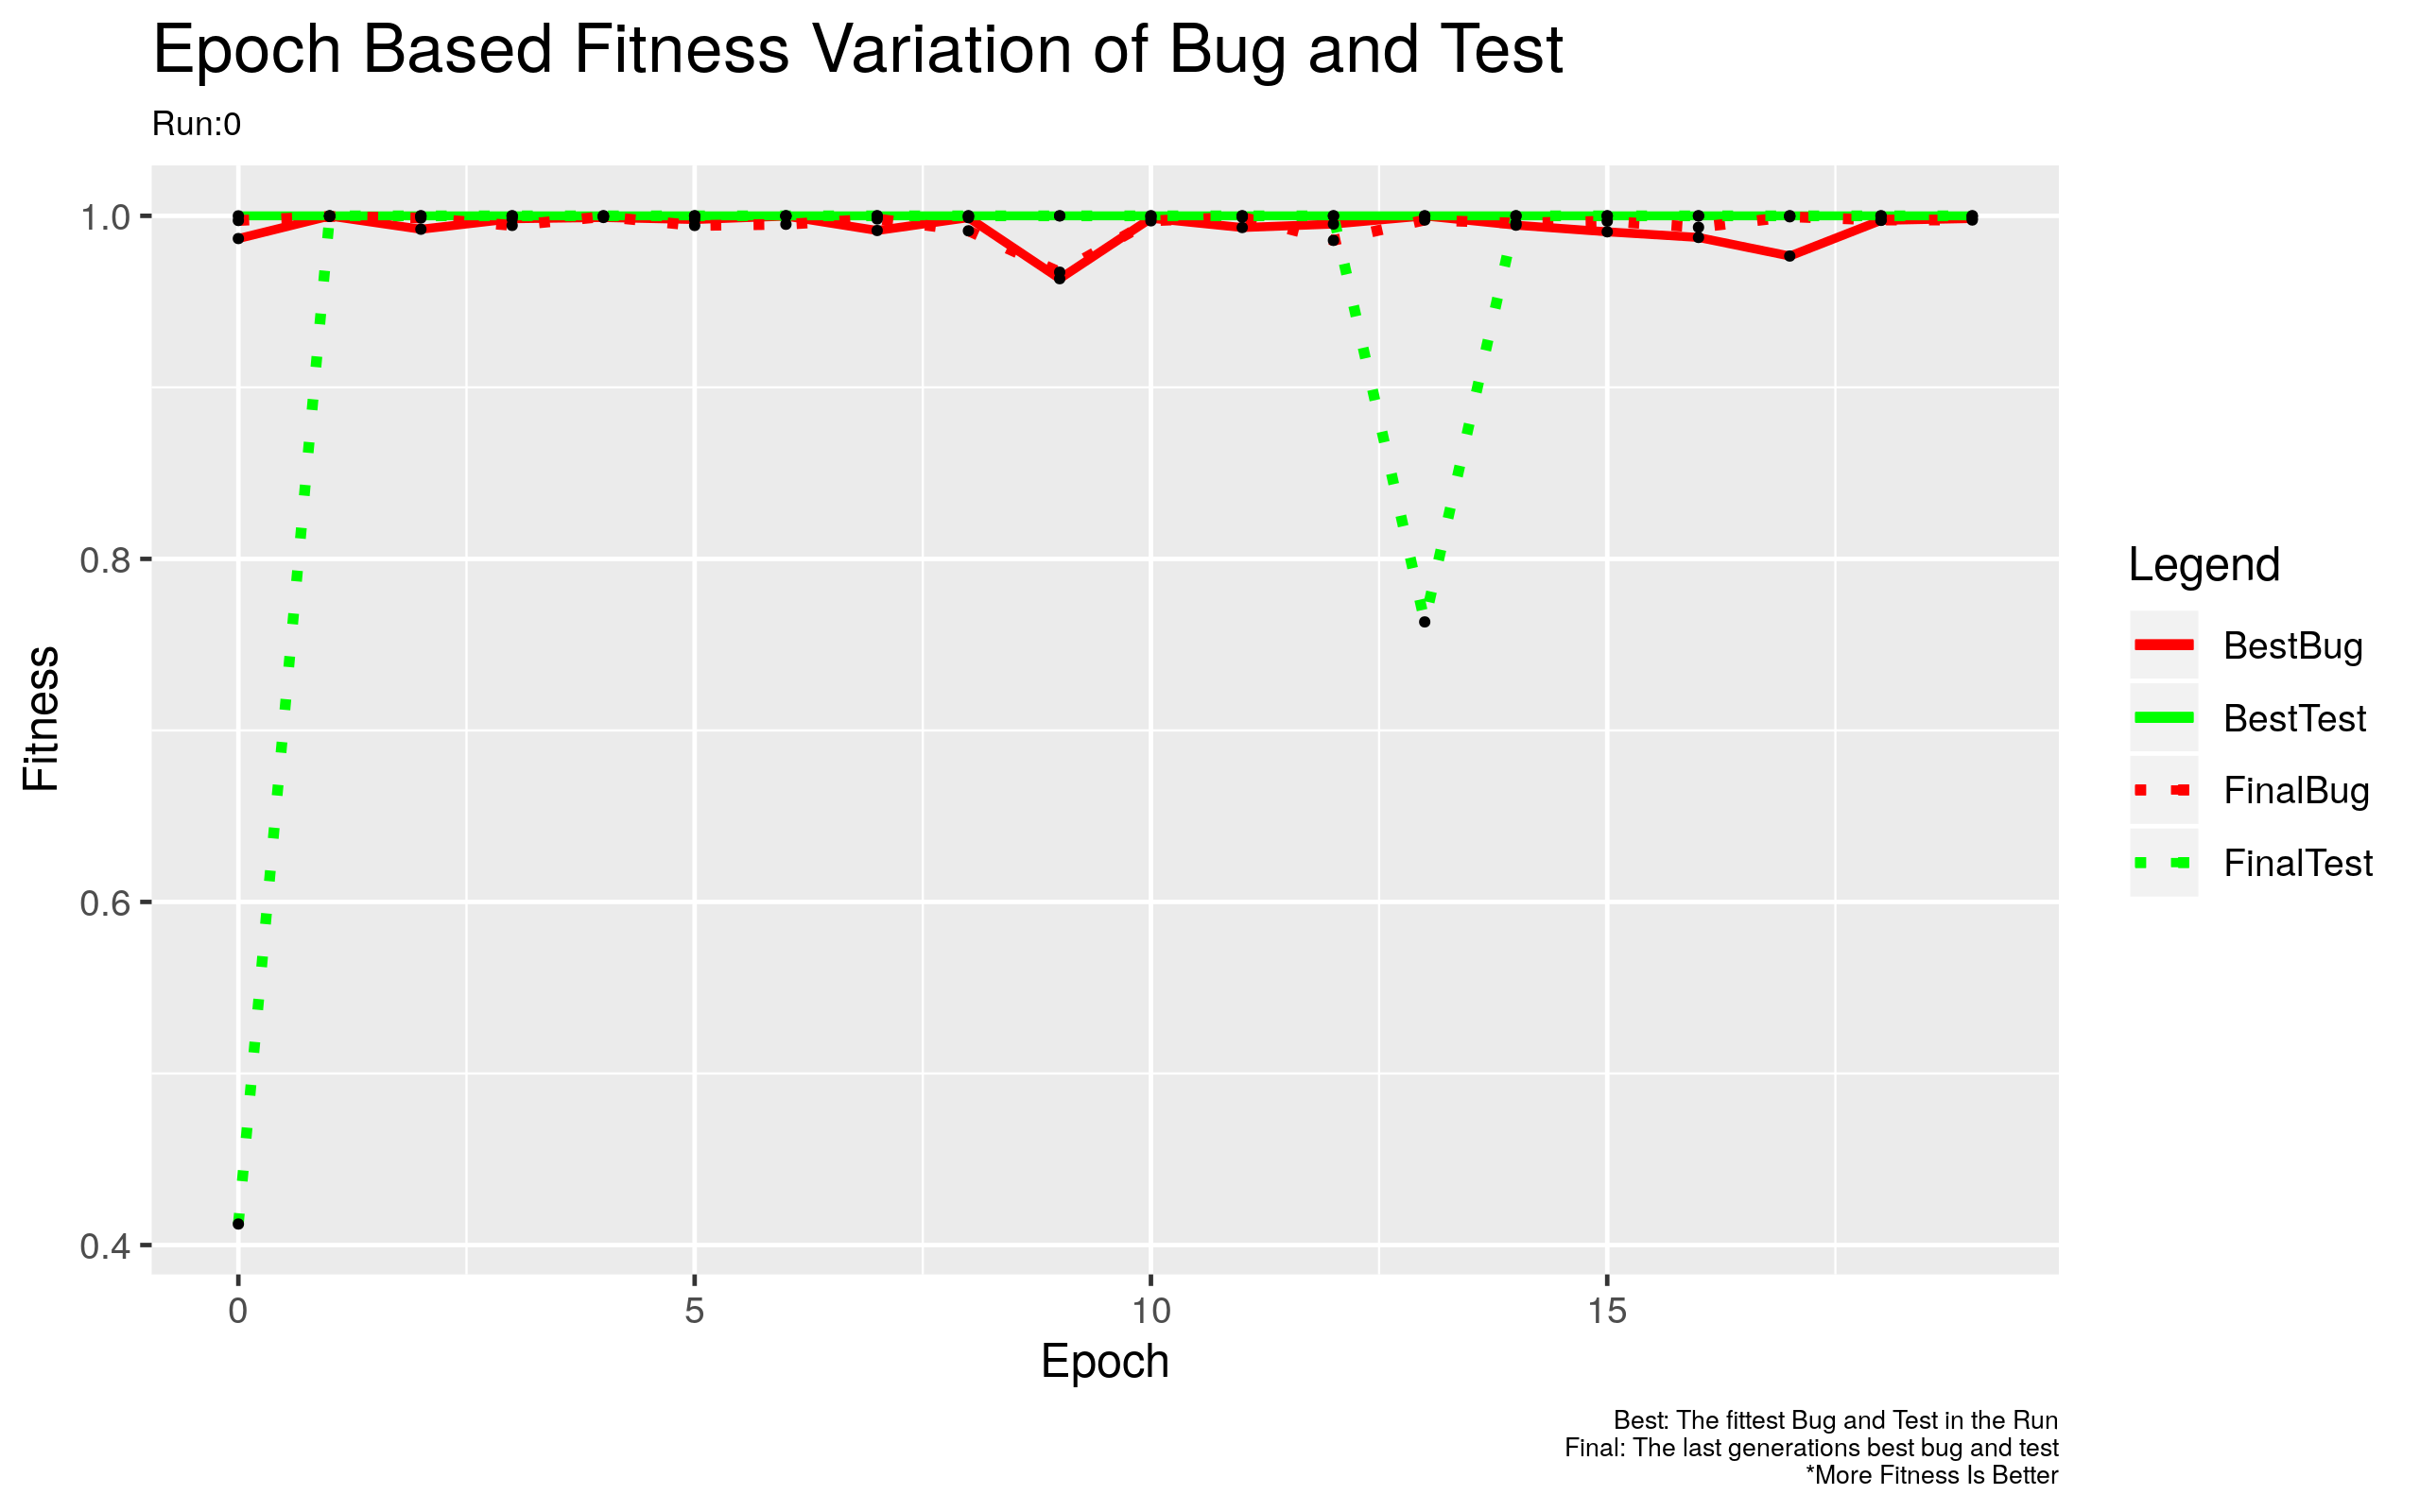 Epoch Based Fitness Variation of Bug and Test
Run:0
1.0
0.8
0.6
0.4
Fitness
0
5
10
15
Epoch
Legend
BestBug
BestTest
FinalBug
FinalTest
Best: The fittest Bug and Test in the Run
Final: The last generations best bug and test
*More Fitness Is Better